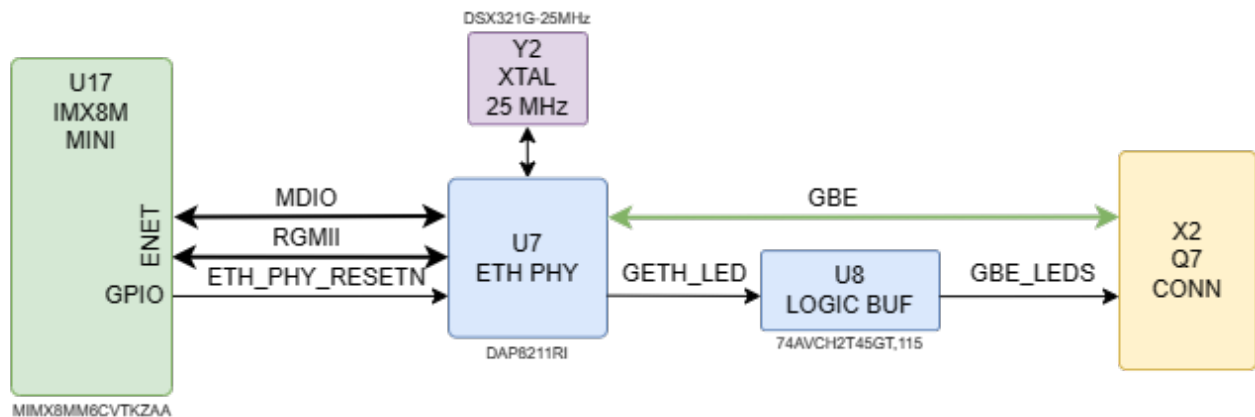 DSX321G-25MHz
Y2
XTAL
25 MHz
U17
IMX8M
MINI
ENET
GPIO
MIMX8MM6CVTKZAA
MDIO
RGMII
ETH_PHY_RESETN
U7
ETH PHY
DAP8211RI
GBE
GETH_LED
U8
LOGIC BUF
74AVCH2T45GT,115
GBE_LEDS
X2
Q7
CONN